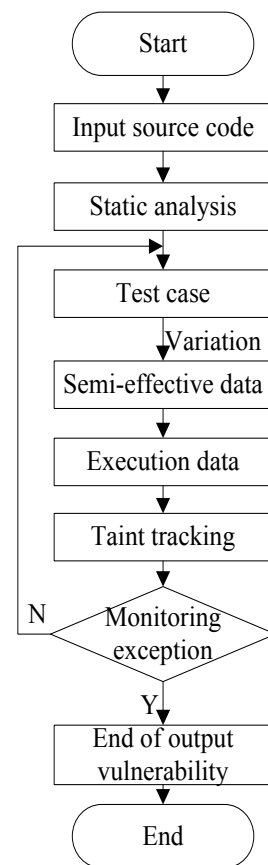 Start
Input source code
Static analysis
Test case
Variation
Semi-effective data
Execution data
Taint tracking
N
Monitoring
exception
Y
End of output
vulnerability
End